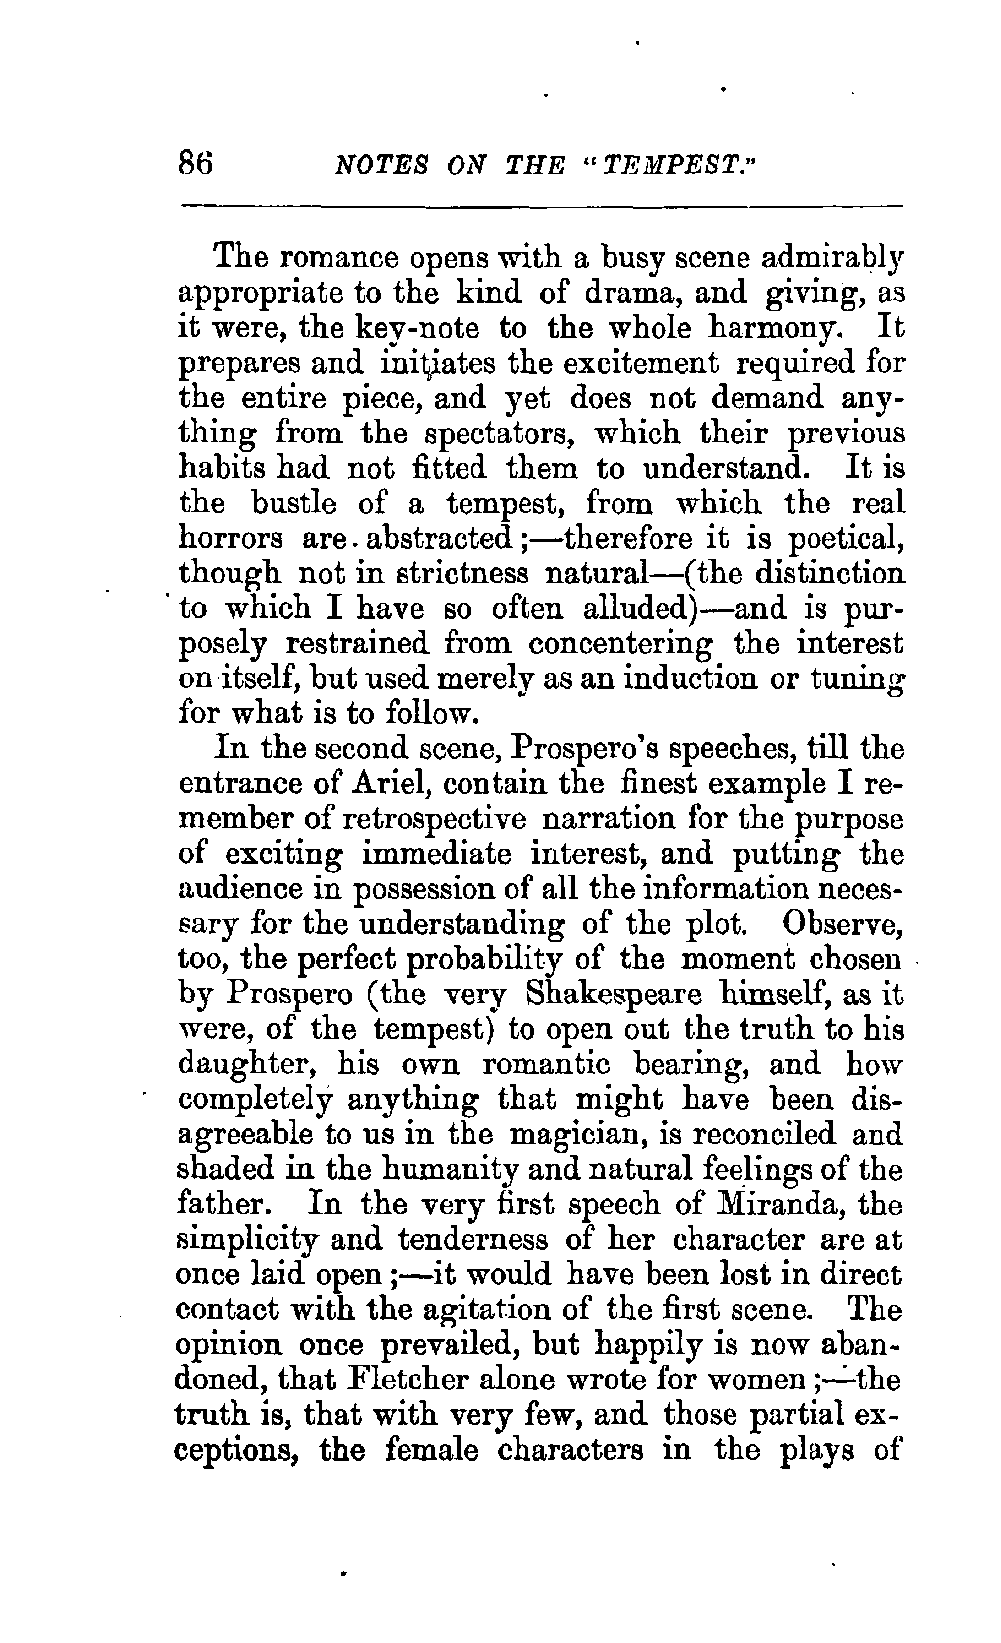 86 NOTES ON THE "TEMPEST."
The romance opens with a busy scene admirably
appropriate to the kind of drama, and giving, as
it were, the key-note to the whole harmony. It
prepares and initiates the excitement required for
the entire piece, and yet does not demand any-
thing from the spectators, which their previous
habits had not fitted them to understand. It is
the bustle of a tempest, from which the real
horrors are abstracted;—therefore it is poetical,
though not in strictness natural—(the distinction
to which I have so often alluded)—and is pur-
posely restrained from concentering the interest
on itself, but used merely as an induction or tuning
for what is to follow.
In the second scene, Prospero's speeches, till the
entrance of Ariel, contain the finest example I re-
member of retrospective narration for the purpose
of exciting immediate interest, and putting the
audience in possession of all the information neces-
sary for the understanding of the plot. Observe,
too, the perfect probability of the moment chosen
by Prospero (the very Shakespeare himself, as it
were, of the tempest) to open out the truth to his
daughter, his own romantic bearing, and how
completely anything that might have been dis-
agreeable to us in the magician, is reconciled and
shaded in the humanity and natural feelings of the
father. In the very first speech of Miranda, the
simplicity and tenderness of her character are at
once laid open;—it would have been lost in direct
contact with the agitation of the first scene. The
opinion once prevailed, but happily is now aban-
doned, that Fletcher alone wrote for women;—the
truth is, that with very few, and those partial ex-
ceptions, the female characters in the plays of